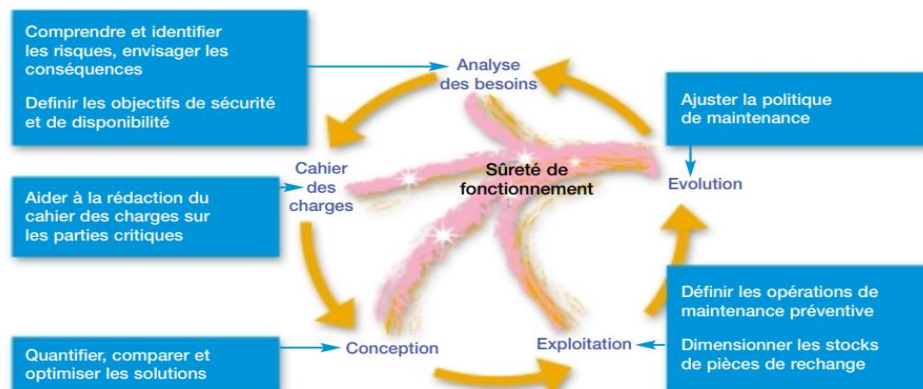 Comprendre et identifier
les risques, envisager les
conséquences
Definir les objectifs de sécurité
et de disponibilité
Analyse
des besoins
Ajuster la politique
de maintenance
Cahier
des
charges
Sûreté de
fonctionnement
Evolution
Aider à la rédaction du
cahier des charges sur
les parties critiques
Définir les opérations de
maintenance préventive
Dimensionner les stocks
de pièces de rechange
Quantifier, comparer et
optimiser les solutions
Conception
Exploitation